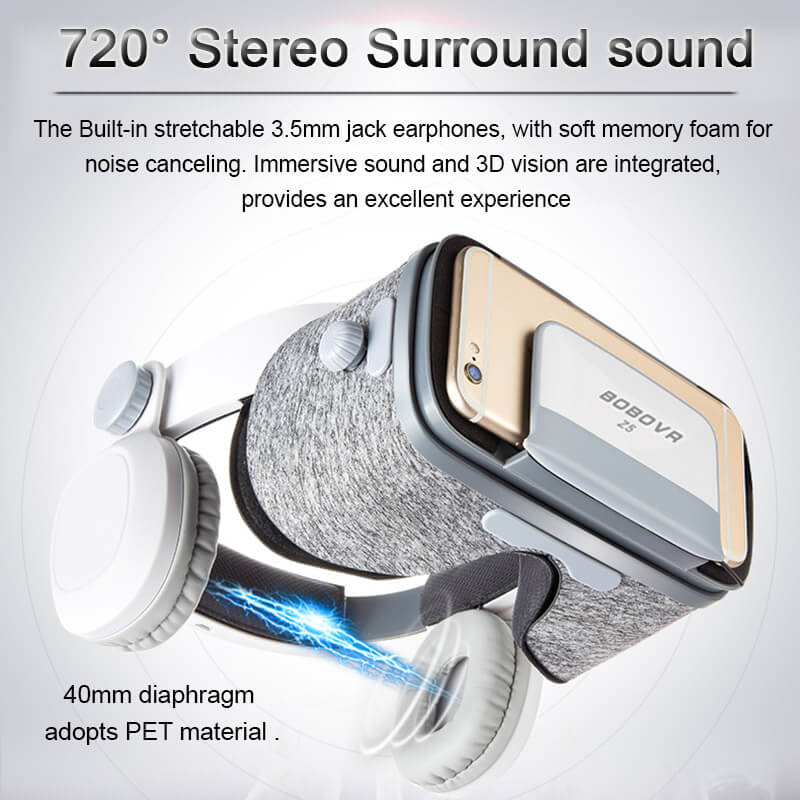 720° Stereo Surround sound
The Built-in stretchable 3.5mm jack earphones, with soft memory foam for
noise canceling. Immersive sound and 3D vision are integrated,
provides an excellent experience
BOBOVR
Z5
40mm diaphragm
adopts PET material .